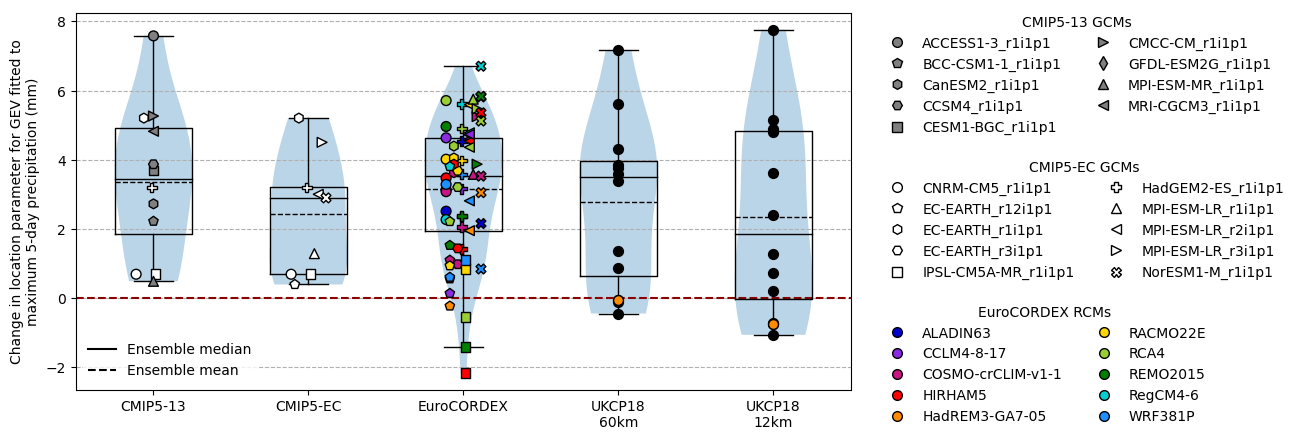 Change in location parameter for GEV fitted to
maximum 5-day precipitation (mm)
8
6
4
2
0
−2
Ensemble median
Ensemble mean
CMIP5-13
CMIP5-EC
EuroCORDEX
UKCP18
60km
UKCP18
12km
CMIP5-13 GCMs
ACCESS1-3_r1i1p1
BCC-CSM1-1_r1i1p1
CanESM2_r1i1p1
CCSM4_r1i1p1
CESM1-BGC_r1i1p1
CMCC-CM_r1i1p1
GFDL-ESM2G_r1i1p1
MPI-ESM-MR_r1i1p1
MRI-CGCM3_r1i1p1
CMIP5-EC GCMs
CNRM-CM5_r1i1p1
EC-EARTH_r12i1p1
EC-EARTH_r1i1p1
EC-EARTH_r3i1p1
IPSL-CM5A-MR_r1i1p1
HadGEM2-ES_r1i1p1
MPI-ESM-LR_r1i1p1
MPI-ESM-LR_r2i1p1
MPI-ESM-LR_r3i1p1
NorESM1-M_r1i1p1
EuroCORDEX RCMs
ALADIN63
CCLM4-8-17
COSMO-crCLIM-v1-1
HIRHAM5
HadREM3-GA7-05
RACMO22E
RCA4
REMO2015
RegCM4-6
WRF381P